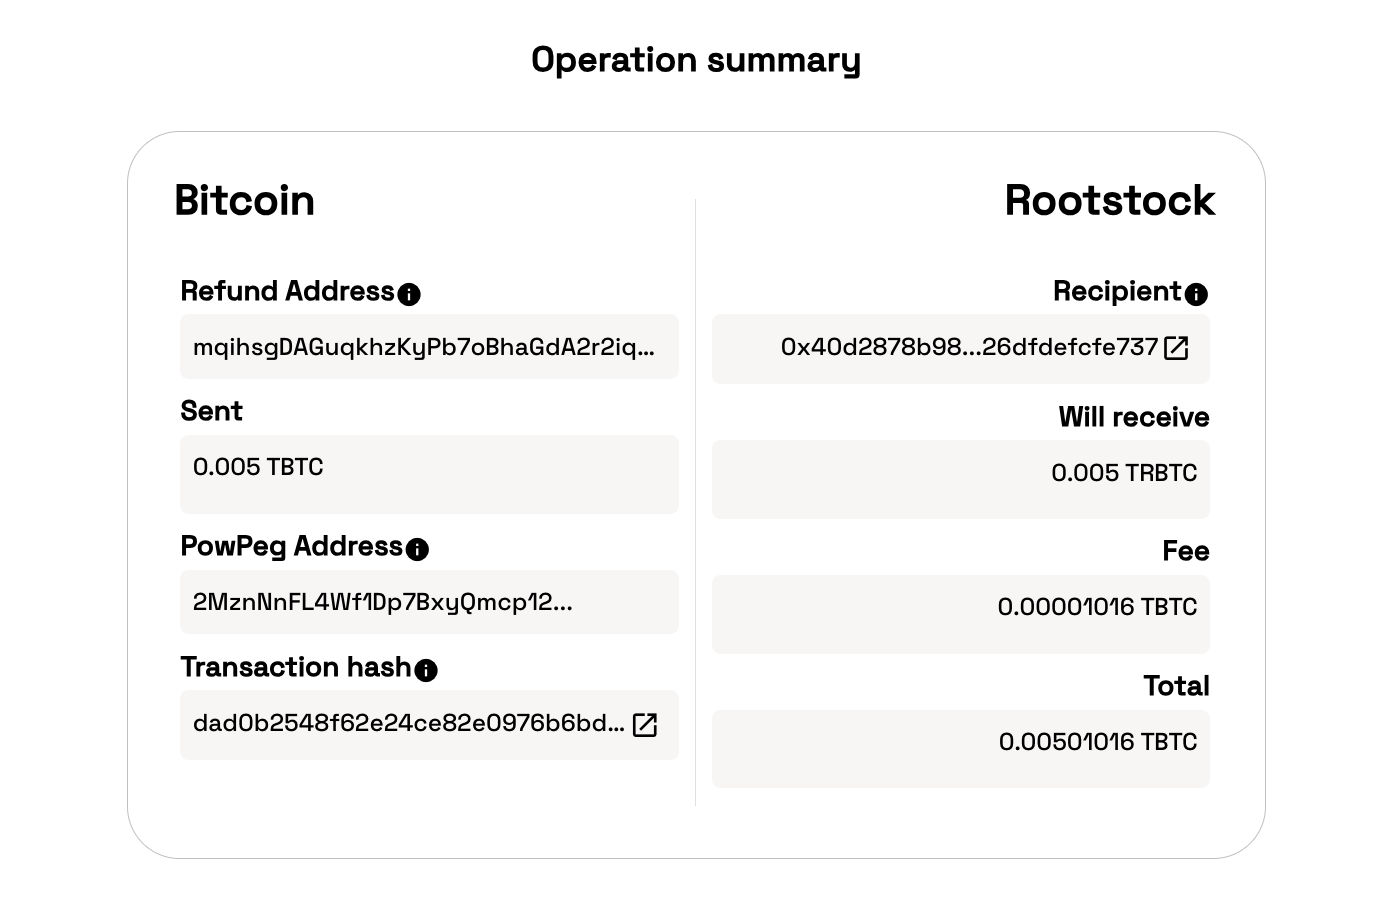 Operation summary
Bitcoin
Refund Address
mqihsgDAGuqkhzKyPb7oBhaGdA2r2iq...
Sent
0.005 TBTC
PowPeg Address
2MznNnFL4Wf1Dp7BxyQmcp12...
Transaction hash
dad0b2548f62e24ce82e0976b6bd...
Rootstock
Recipient
0x40d2878b98...26dfdefcfe737
Will receive
0.005 TRBTC
Fee
0.00001016 TBTC
Total
0.00501016 TBTC